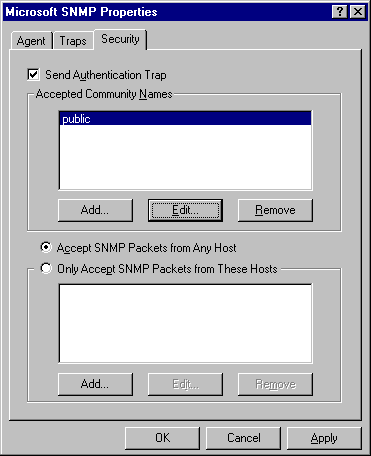 Microsoft SNMP Properties
Agent Traps Security
Send Authentication Trap
Accepted Community Names
public
Add... Edit... Remove
Accept SNMP Packets from Any Host
Only Accept SNMP Packets from These Hosts
Add... Edit... Remove
OK Cancel Apply